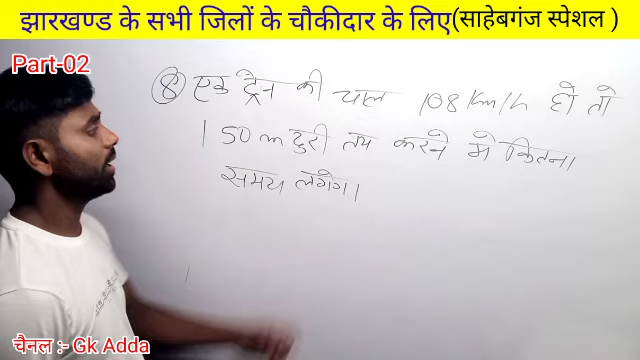 झारखण्ड के सभी जिलों के चौकीदार के लिए(साहेबगंज स्पेशल )
Part-02
⑧ एक ट्रैन की चाल 108 Km/h हो तो
150 m दुरी तय करने मे कितना
समय लगेगा
चैनल :- Gk Adda